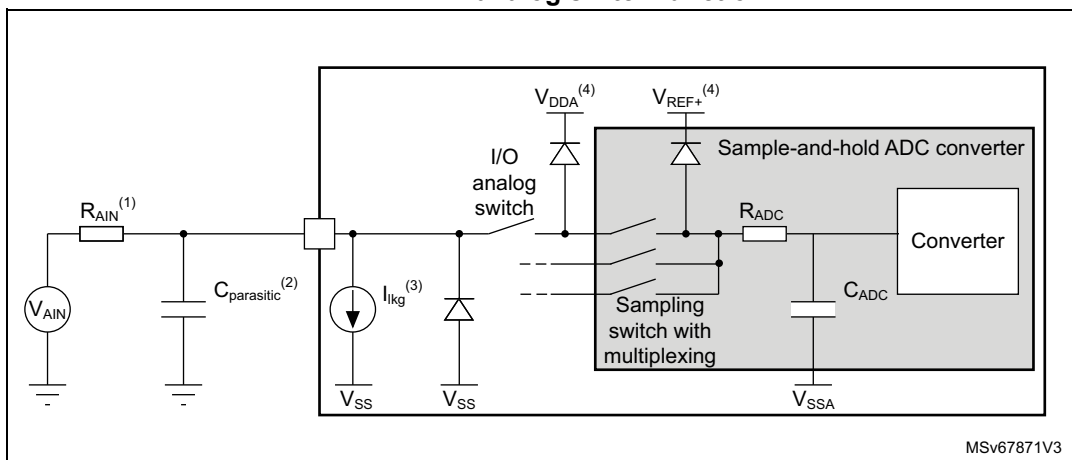 V_DDA(4)
V_REF+(4)
Sample-and-hold ADC converter
I/O
analog
switch
R_AIN(1)
R_ADC
Converter
V_AIN
C_parasitic(2)
I_lkg(3)
C_ADC
Sampling
switch with
multiplexing
V_SS
V_SS
V_SSA
MSv67871V3